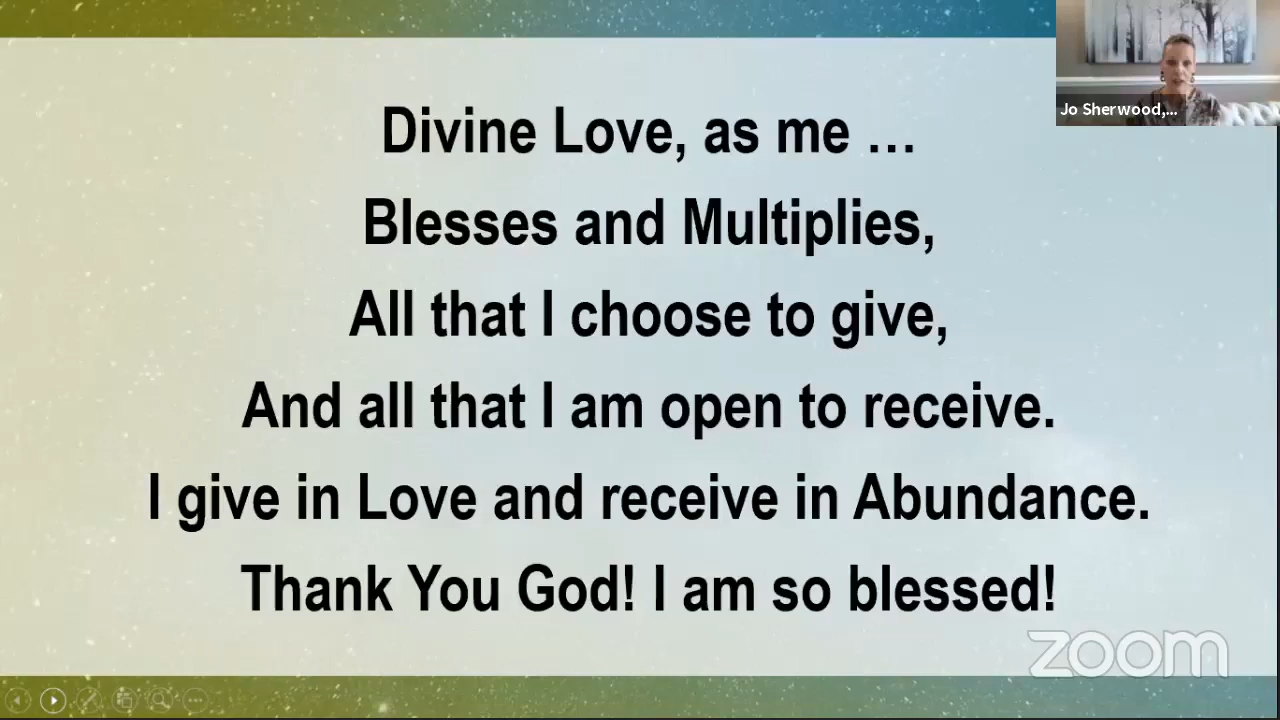 Divine Love, as me …
Blesses and Multiplies,
All that I choose to give,
And all that I am open to receive.
I give in Love and receive in Abundance.
Thank You God! I am so blessed!
Jo Sherwood,...
zoom